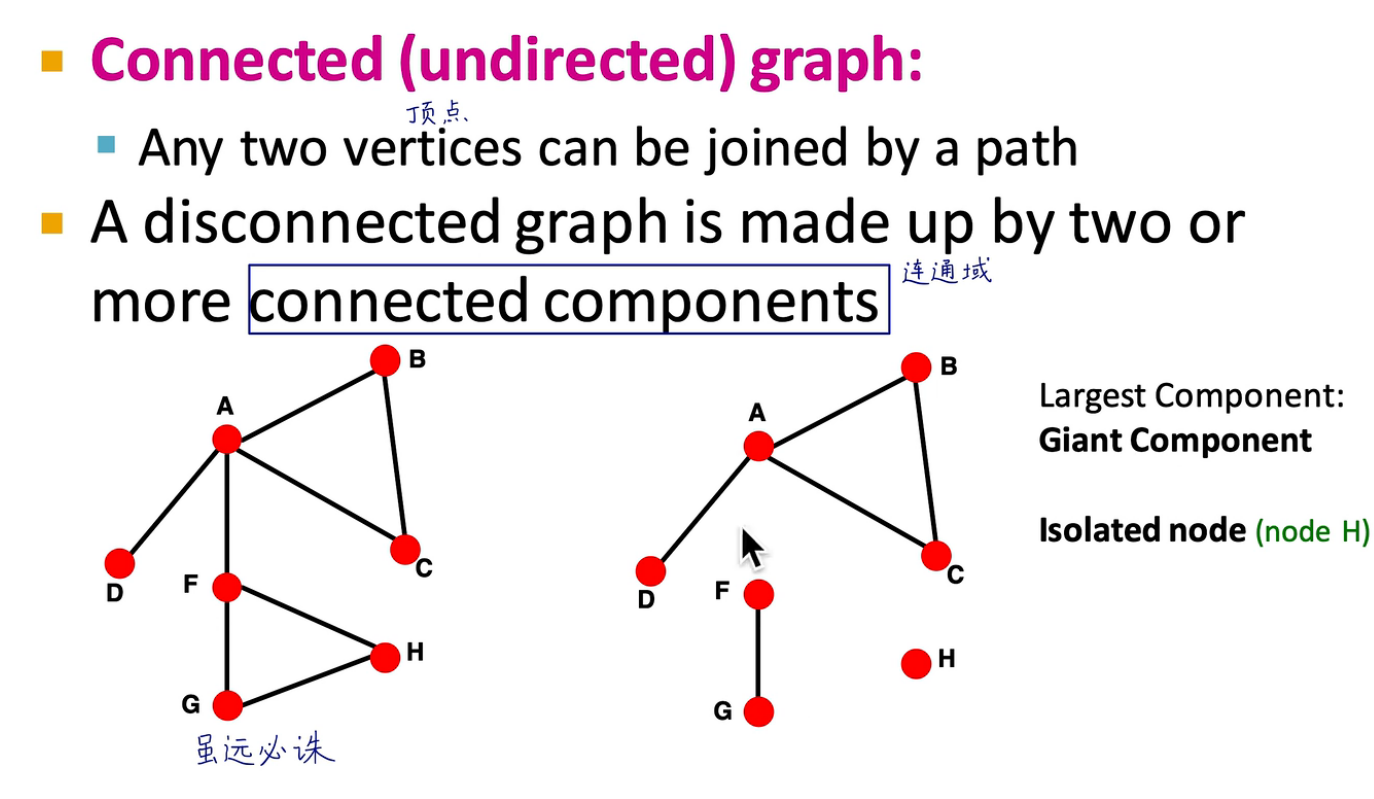 Connected (undirected) graph:
顶点
Any two vertices can be joined by a path
A disconnected graph is made up by two or
more connected components
连通域
B
A
C
D
F
H
G
虽远必诛
B
A
C
D
F
H
G
Largest Component:
Giant Component
Isolated node (node H)